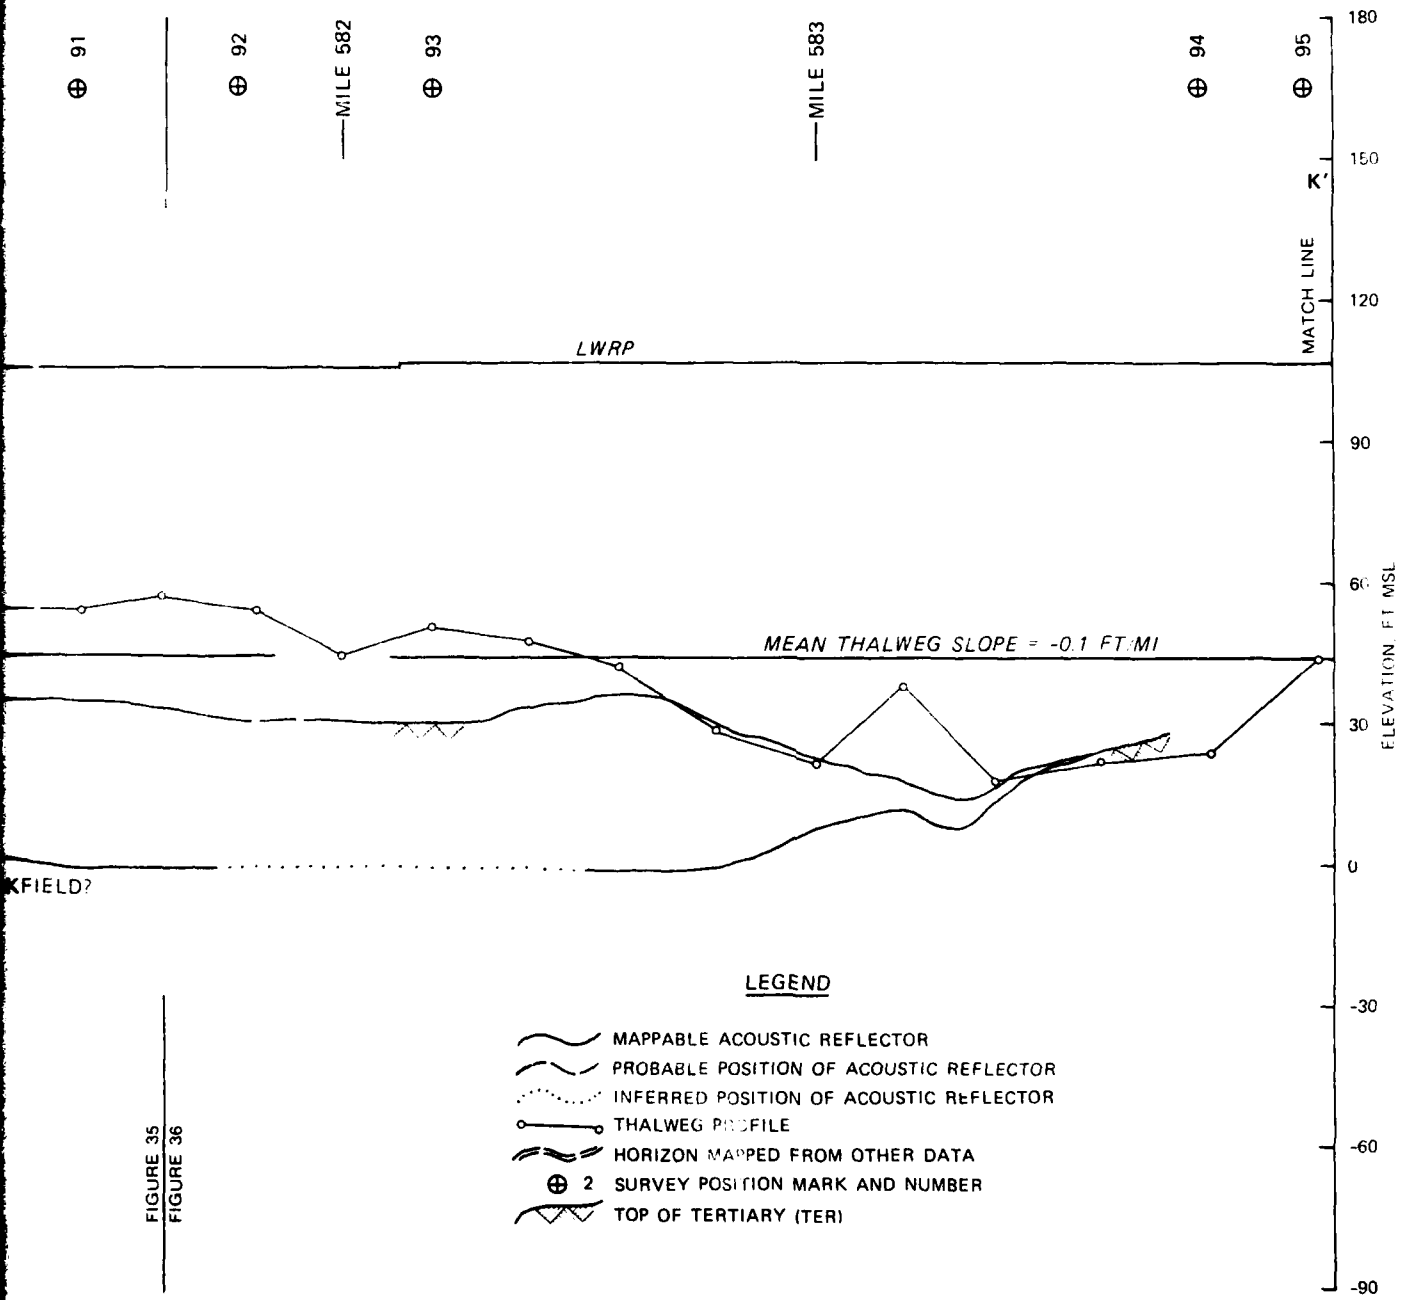 91
92
MILE 582
93
MILE 583
94
95
180
150
K'
MATCH LINE
120
LWRP
90
60
MEAN THALWEG SLOPE = -0.1 FT/MI
30
ELEVATION, FT MSL
0
KFIELD?
-30
-60
-90
LEGEND
MAPPABLE ACOUSTIC REFLECTOR
PROBABLE POSITION OF ACOUSTIC REFLECTOR
INFERRED POSITION OF ACOUSTIC REFLECTOR
THALWEG PROFILE
HORIZON MAPPED FROM OTHER DATA
2 SURVEY POSITION MARK AND NUMBER
TOP OF TERTIARY (TER)
FIGURE 35
FIGURE 36